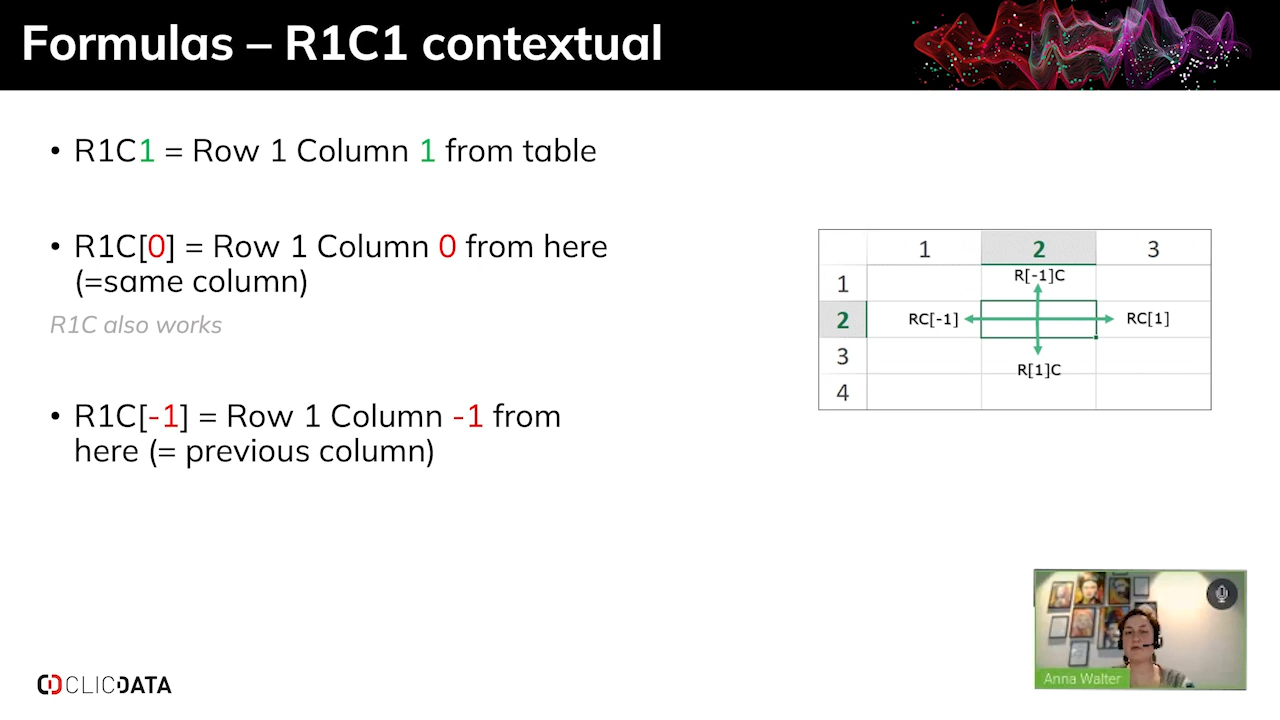 Formulas – R1C1 contextual
• R1C1 = Row 1 Column 1 from table
• R1C[0] = Row 1 Column 0 from here
(=same column)
R1C also works
• R1C[-1] = Row 1 Column -1 from
here (= previous column)
1 2 3
1 R[-1]C
2 RC[-1] RC[1]
3 R[1]C
4
Anna Walter
CLICDATA